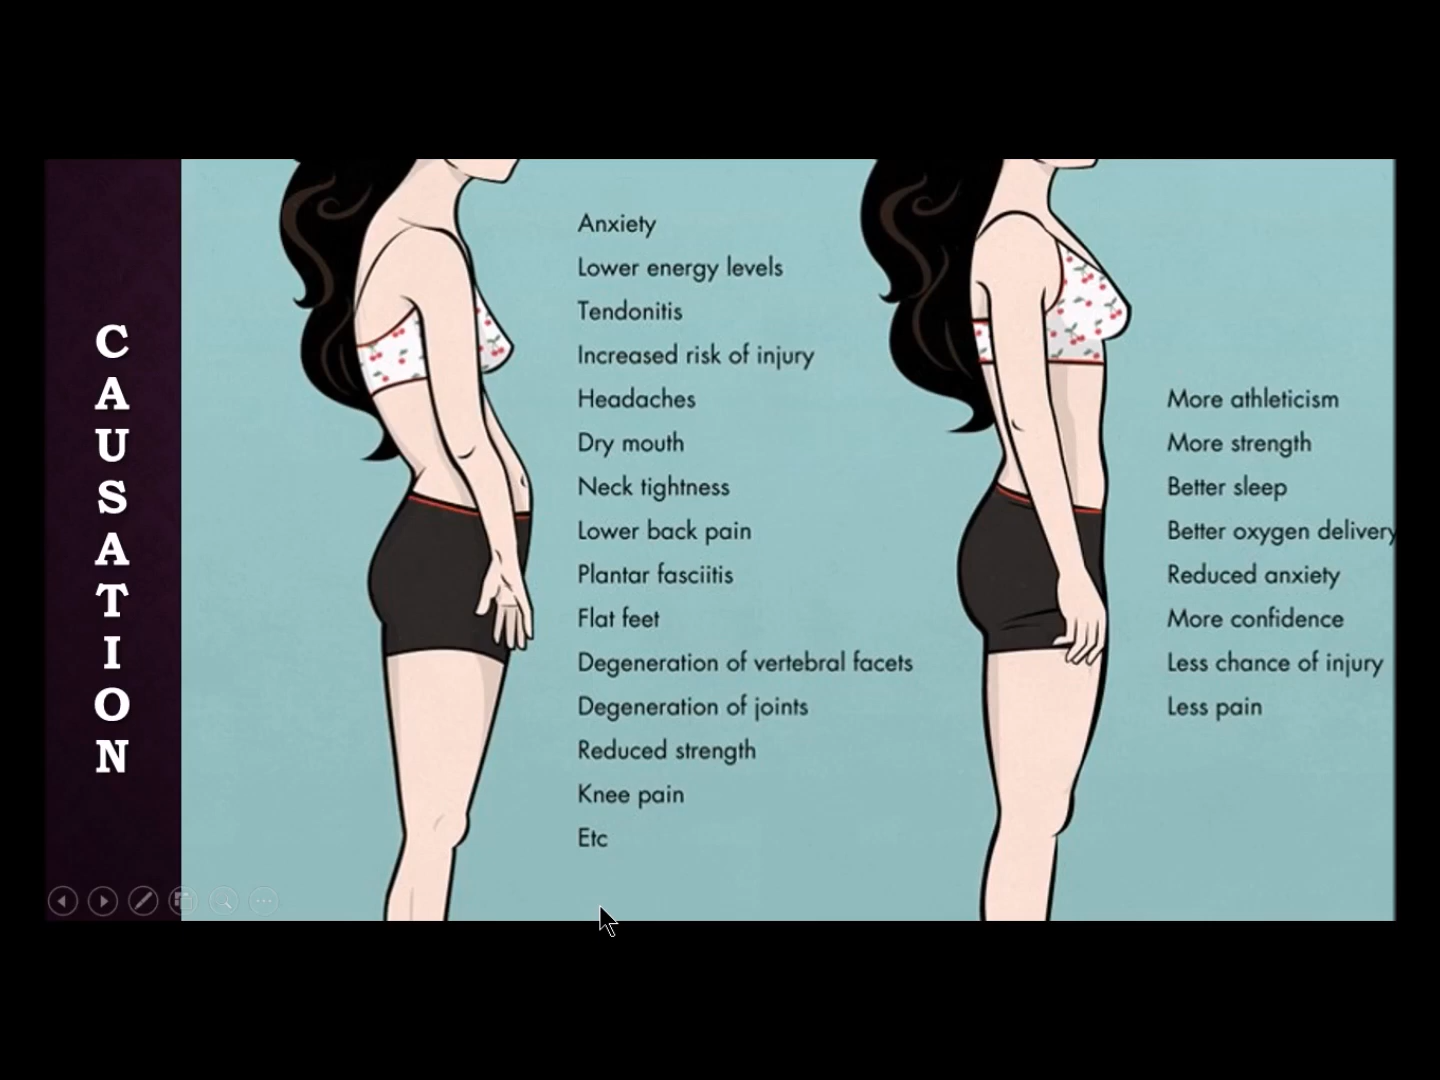 CAUSATION
Anxiety
Lower energy levels
Tendonitis
Increased risk of injury
Headaches
Dry mouth
Neck tightness
Lower back pain
Plantar fasciitis
Flat feet
Degeneration of vertebral facets
Degeneration of joints
Reduced strength
Knee pain
Etc
More athleticism
More strength
Better sleep
Better oxygen delivery
Reduced anxiety
More confidence
Less chance of injury
Less pain